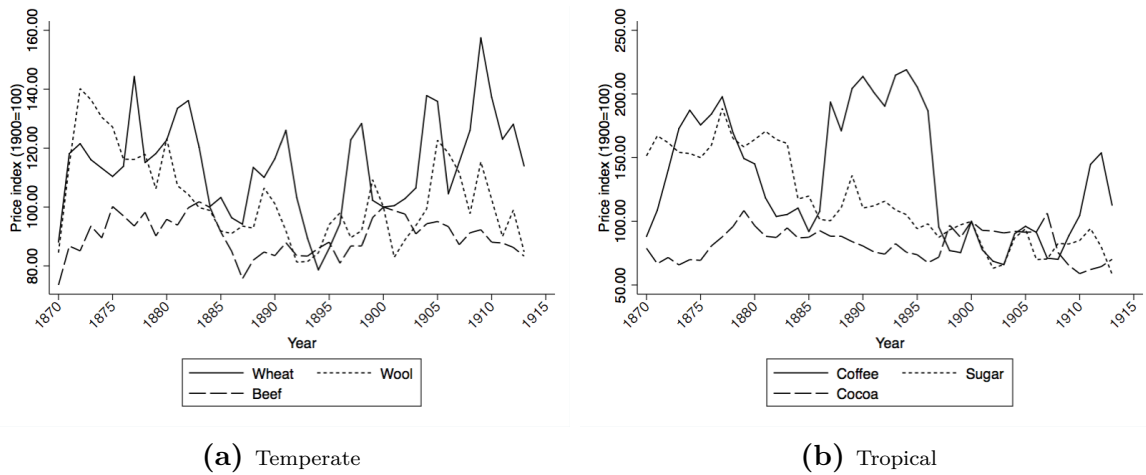 Price index (1900=100)
160.00
140.00
120.00
100.00
80.00
1870
1875
1880
1885
1890
1895
1900
1905
1910
1915
Year
Wheat
Wool
Beef
(a) Temperate
Price index (1900=100)
250.00
200.00
150.00
100.00
50.00
1870
1875
1880
1885
1890
1895
1900
1905
1910
1915
Year
Coffee
Sugar
Cocoa
(b) Tropical